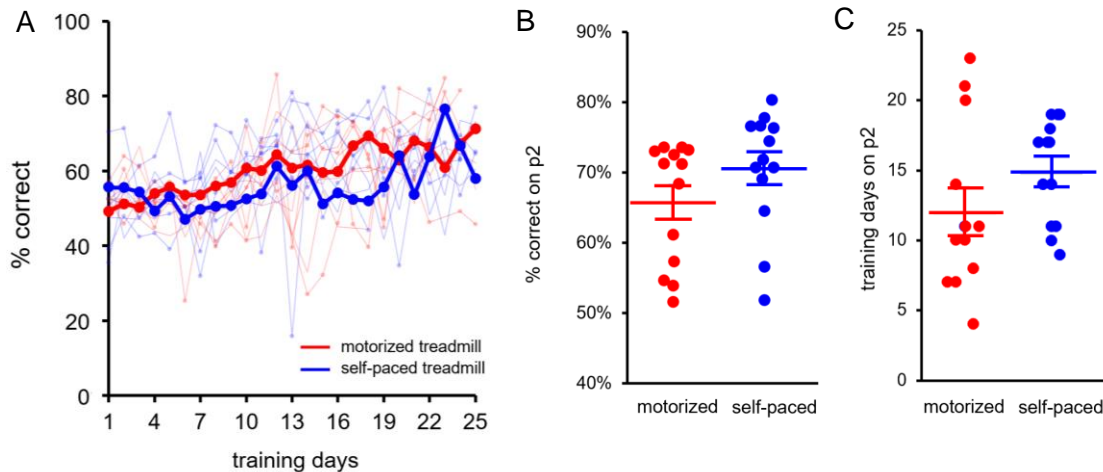 A
% correct
100
80
60
40
20
0
1 4 7 10 13 16 19 22 25
training days
motorized treadmill
self-paced treadmill
B
% correct on p2
90%
80%
70%
60%
50%
40%
motorized self-paced
C
training days on p2
25
20
15
10
5
0
motorized self-paced